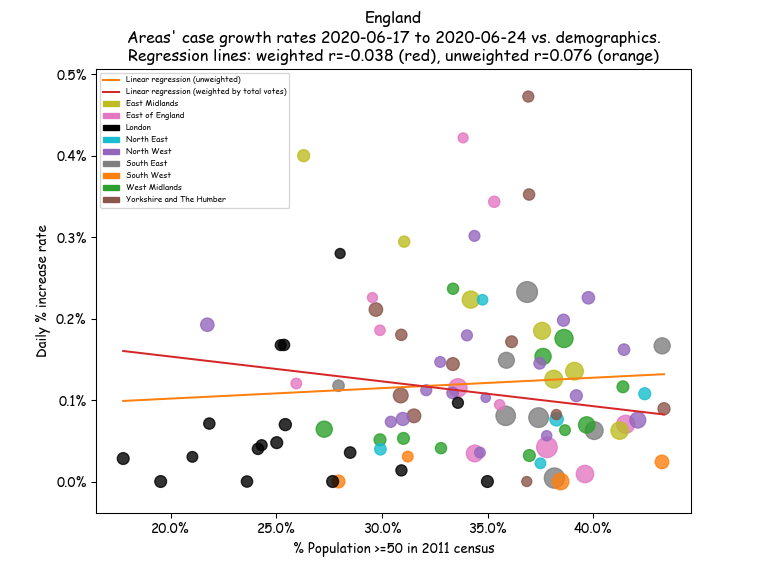 England
Areas' case growth rates 2020-06-17 to 2020-06-24 vs. demographics.
Regression lines: weighted r=-0.038 (red), unweighted r=0.076 (orange)
Linear regression (unweighted)
Linear regression (weighted by total votes)
East Midlands
East of England
London
North East
North West
South East
South West
West Midlands
Yorkshire and The Humber
Daily % increase rate
0.5%
0.4%
0.3%
0.2%
0.1%
0.0%
20.0% 25.0% 30.0% 35.0% 40.0%
% Population >=50 in 2011 census